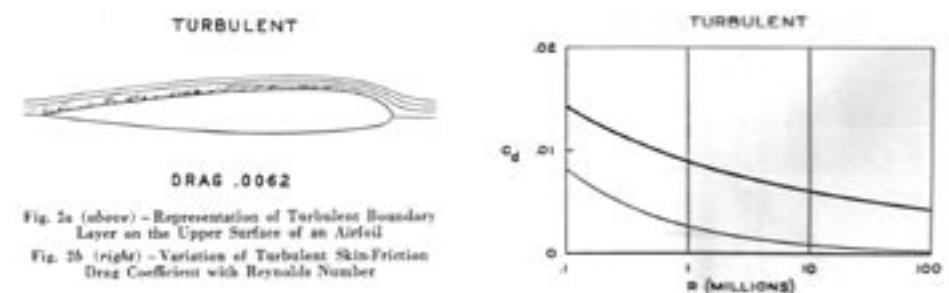 TURBULENT
DRAG .0062
Fig. 2a (above) – Representation of Turbulent Boundary
Layer on the Upper Surface of an Airfoil
Fig. 2b (right) – Variation of Turbulent Skin-Friction
Drag Coefficient with Reynolds Number
TURBULENT
.02
.01
0
cd
.1
1
10
100
R (MILLIONS)